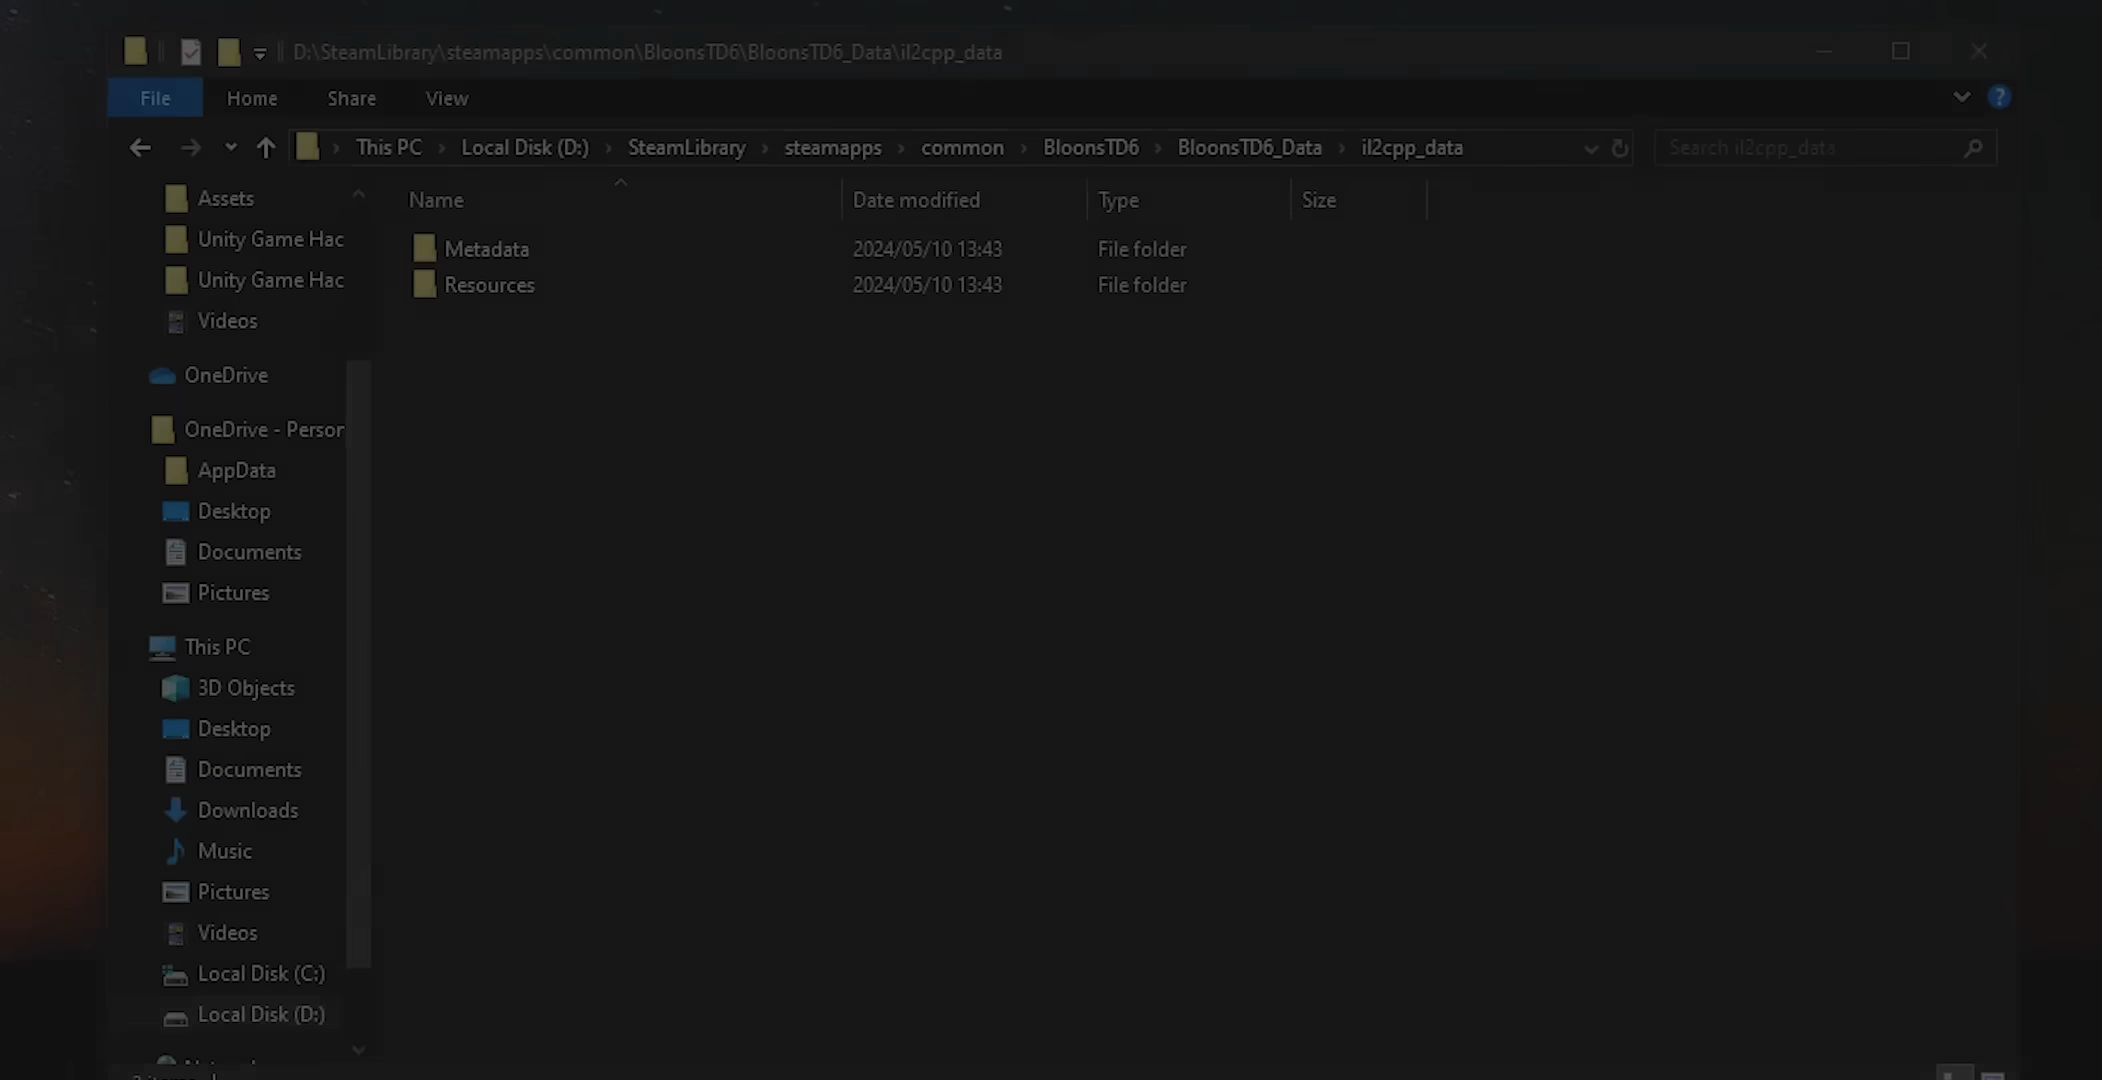 D:\SteamLibrary\steamapps\common\BloonsTD6\BloonsTD6_Data\il2cpp_data
File Home Share View
This PC Local Disk (D:) SteamLibrary steamapps common BloonsTD6 BloonsTD6_Data il2cpp_data Search il2cpp_data
Name Date modified Type Size
Metadata 2024/05/10 13:43 File folder
Resources 2024/05/10 13:43 File folder
Assets
Unity Game Hac
Unity Game Hac
Videos
OneDrive
OneDrive - Person
AppData
Desktop
Documents
Pictures
This PC
3D Objects
Desktop
Documents
Downloads
Music
Pictures
Videos
Local Disk (C:)
Local Disk (D:)